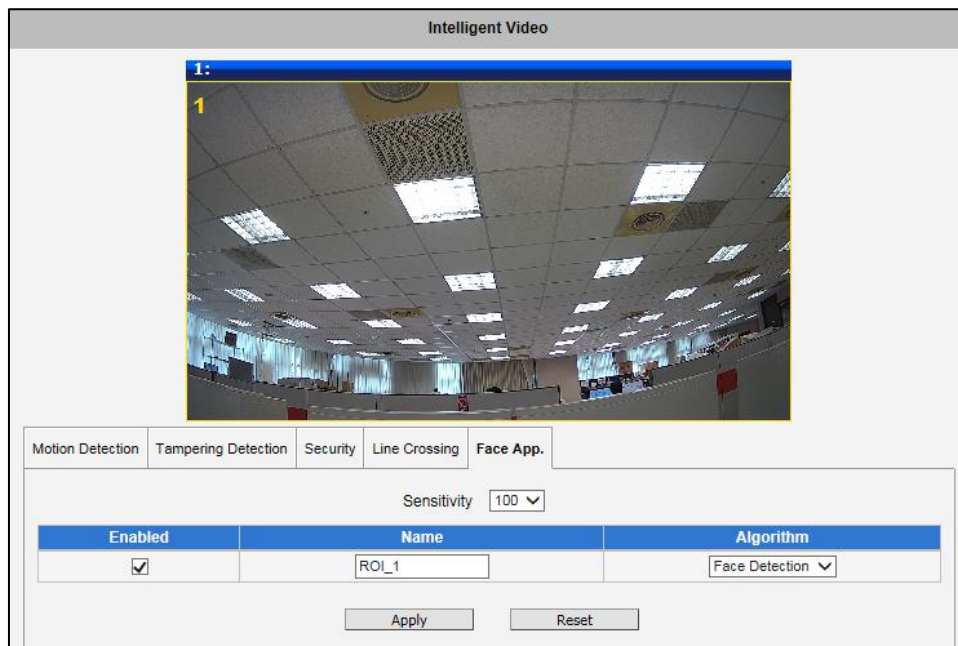 Intelligent Video
1:
1
Motion Detection Tampering Detection Security Line Crossing Face App.
Sensitivity 100
Enabled Name Algorithm
ROI_1 Face Detection
Apply Reset